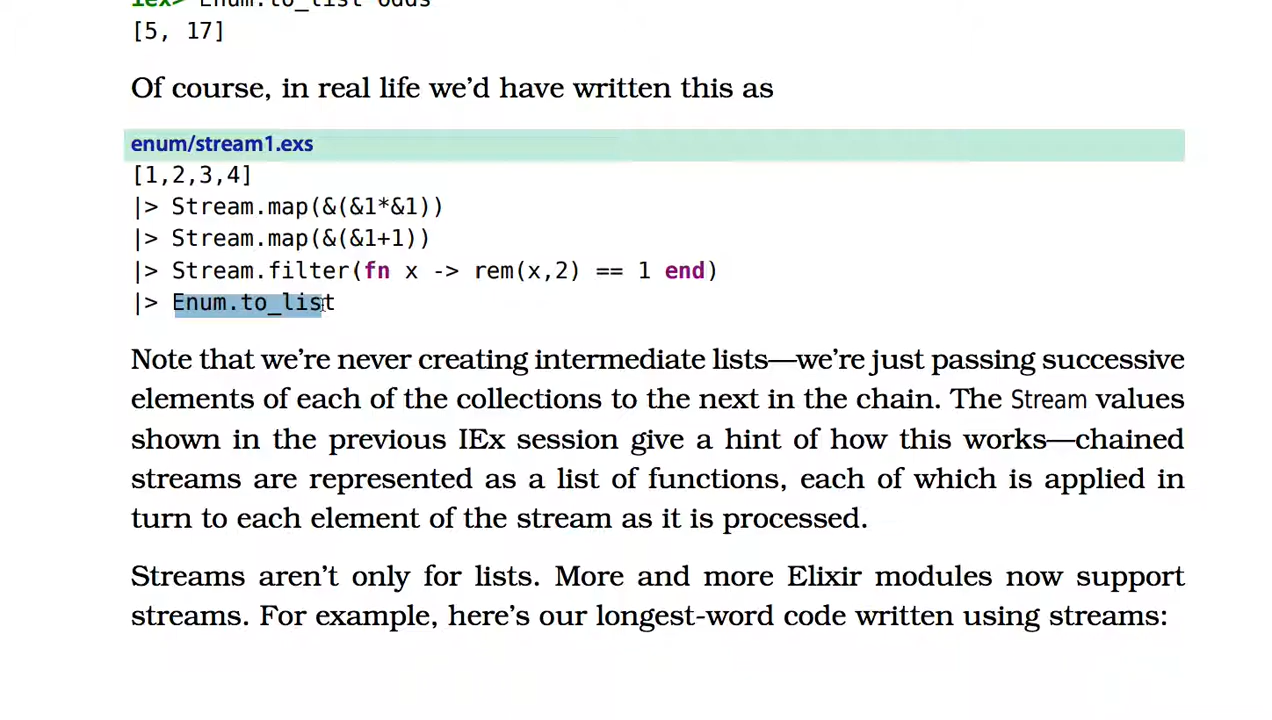 iex> Enum.to_list odds
[5, 17]
Of course, in real life we’d have written this as
enum/stream1.exs
[1,2,3,4]
|> Stream.map(&(&1*&1))
|> Stream.map(&(&1+1))
|> Stream.filter(fn x -> rem(x,2) == 1 end)
|> Enum.to_list
Note that we’re never creating intermediate lists—we’re just passing successive
elements of each of the collections to the next in the chain. The Stream values
shown in the previous IEx session give a hint of how this works—chained
streams are represented as a list of functions, each of which is applied in
turn to each element of the stream as it is processed.
Streams aren’t only for lists. More and more Elixir modules now support
streams. For example, here’s our longest-word code written using streams: